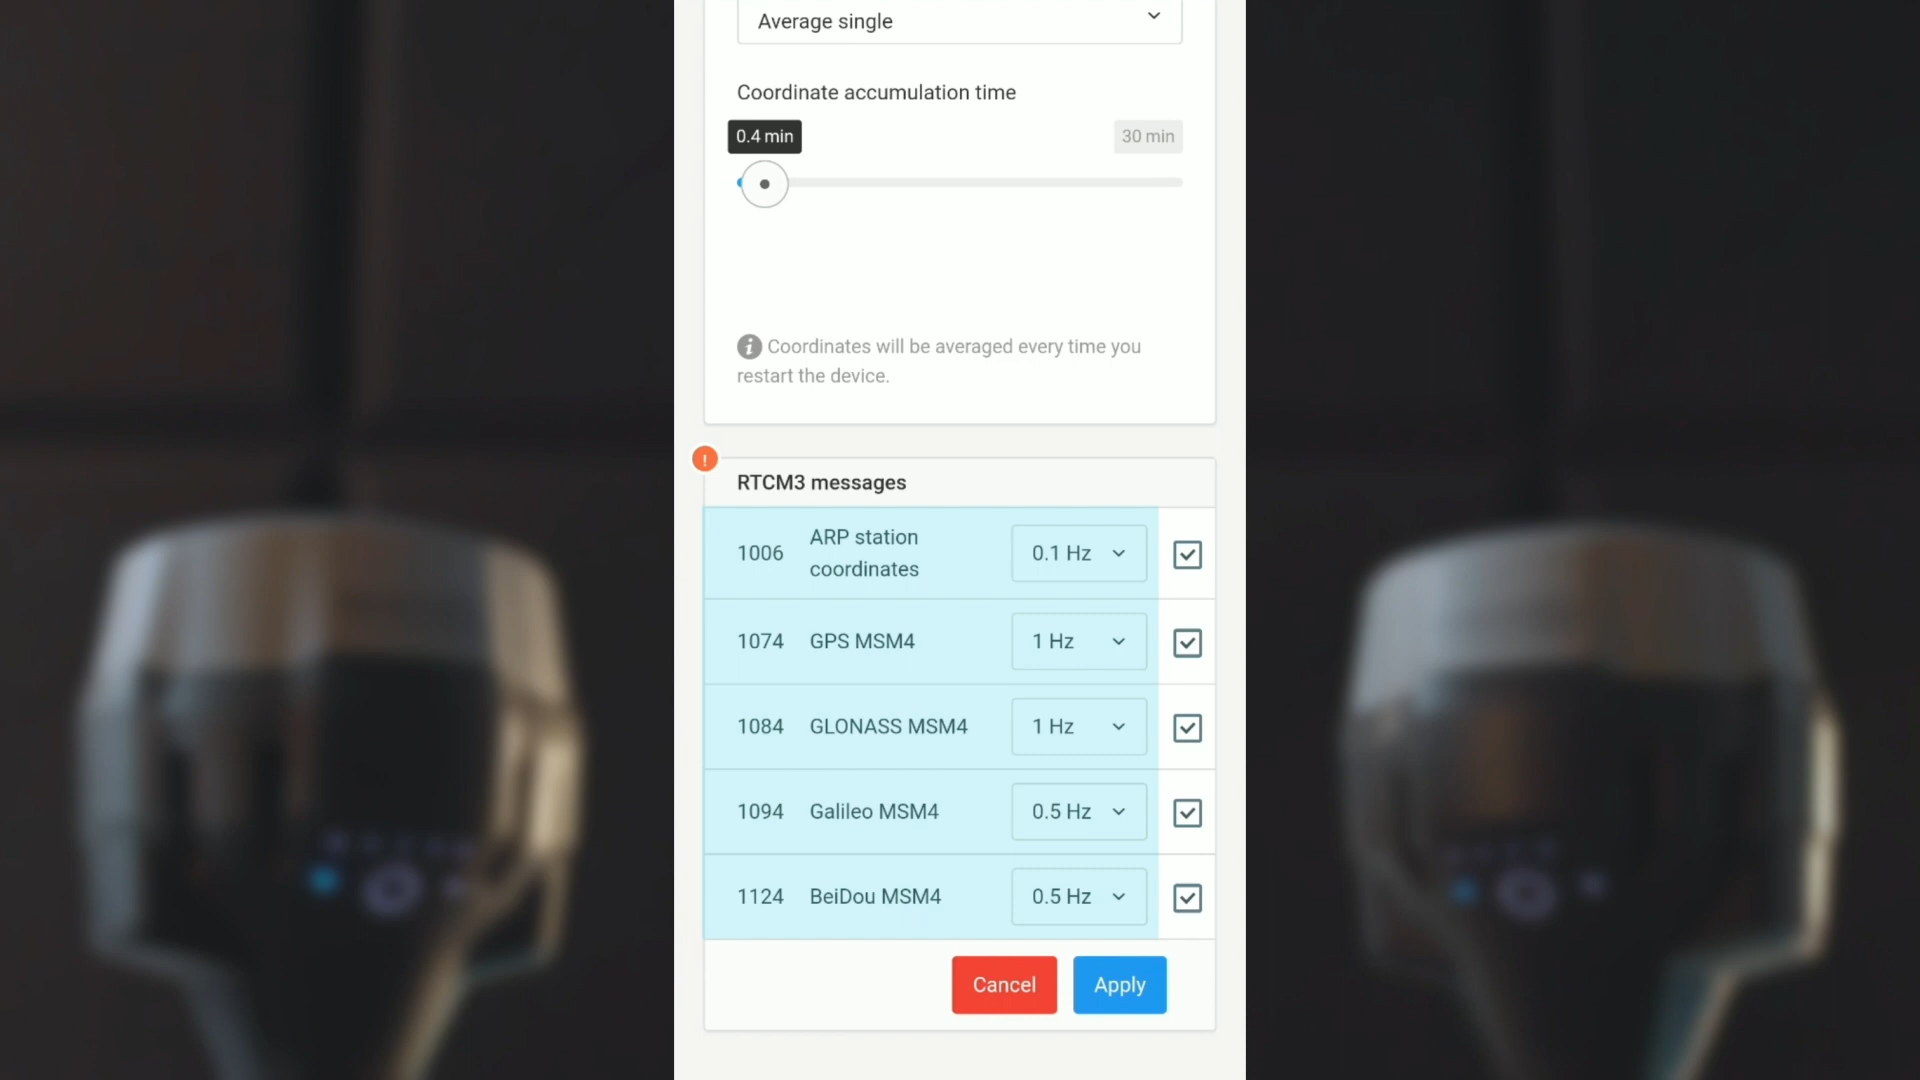 Average single
Coordinate accumulation time
0.4 min
30 min
Coordinates will be averaged every time you
restart the device.
RTCM3 messages
1006 ARP station coordinates 0.1 Hz
1074 GPS MSM4 1 Hz
1084 GLONASS MSM4 1 Hz
1094 Galileo MSM4 0.5 Hz
1124 BeiDou MSM4 0.5 Hz
Cancel Apply